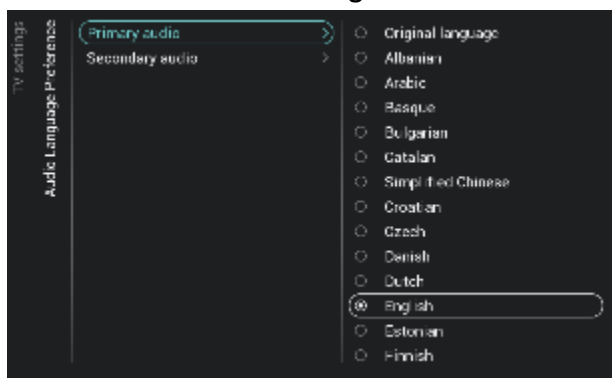 TV settings
Audio Language Preference
Primary audio
Secondary audio
Original language
Albanian
Arabic
Basque
Bulgarian
Catalan
Simplified Chinese
Croatian
Czech
Danish
Dutch
English
Estonian
Finnish